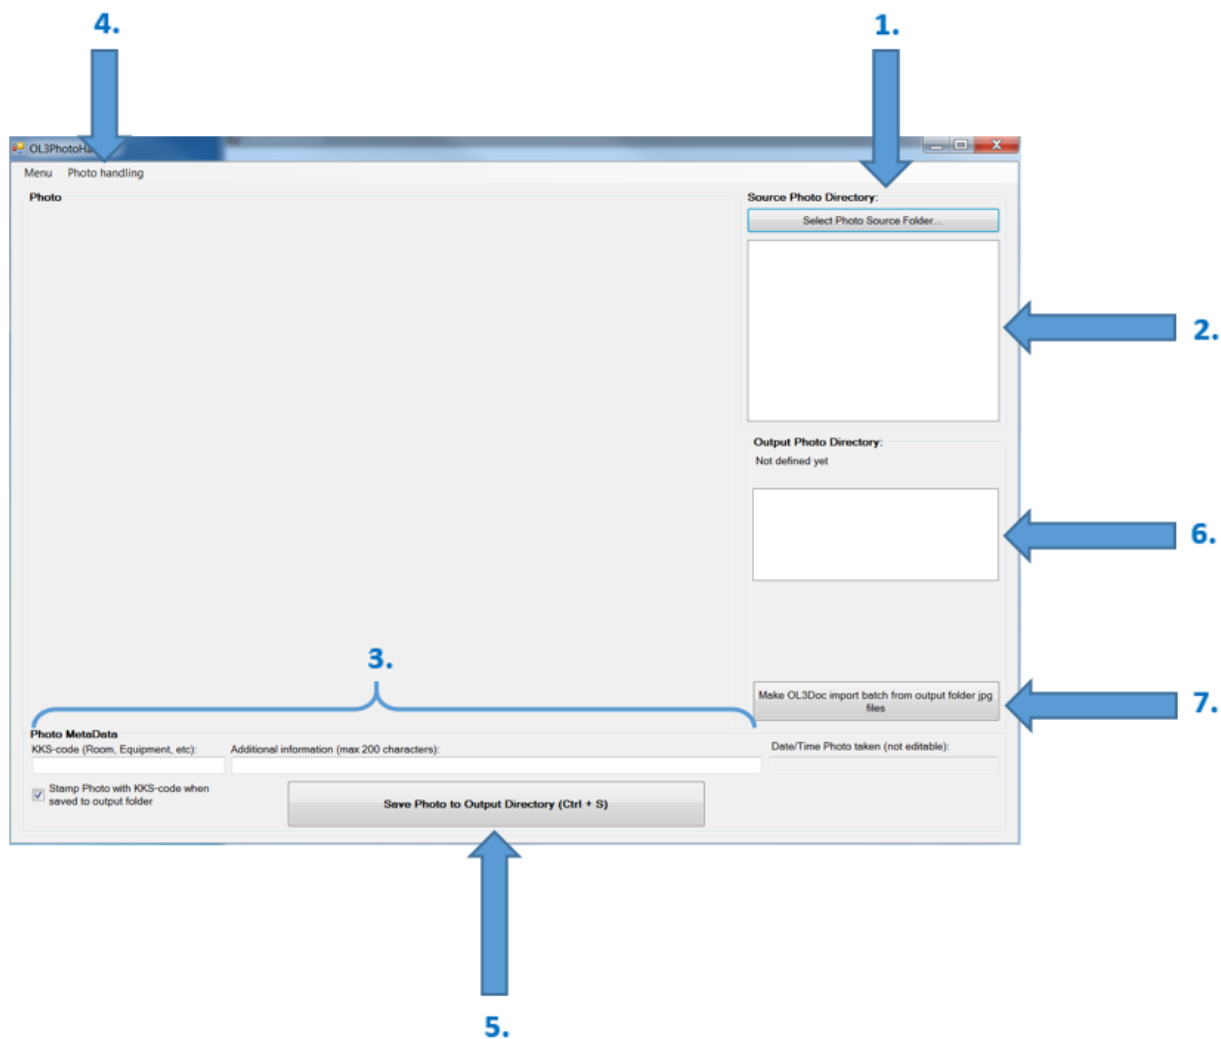 4.
1.
OL3PhotoHa
Menu Photo handling
Photo
Source Photo Directory:
Select Photo Source Folder...
2.
Output Photo Directory:
Not defined yet
6.
3.
Make OL3Doc import batch from output folder jpg
files
7.
Photo MetaData
KKS-code (Room, Equipment, etc):
Additional information (max 200 characters):
Date/Time Photo taken (not editable):
Stamp Photo with KKS-code when
saved to output folder
Save Photo to Output Directory (Ctrl + S)
5.